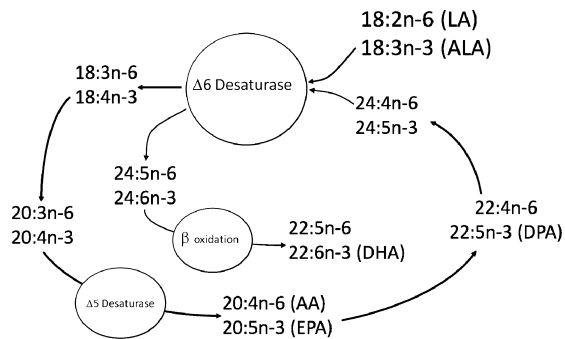 18:2n-6 (LA)
18:3n-3 (ALA)
Δ6 Desaturase
18:3n-6
18:4n-3
24:4n-6
24:5n-3
24:5n-6
24:6n-3
20:3n-6
20:4n-3
β oxidation
22:5n-6
22:6n-3 (DHA)
22:4n-6
22:5n-3 (DPA)
Δ5 Desaturase
20:4n-6 (AA)
20:5n-3 (EPA)